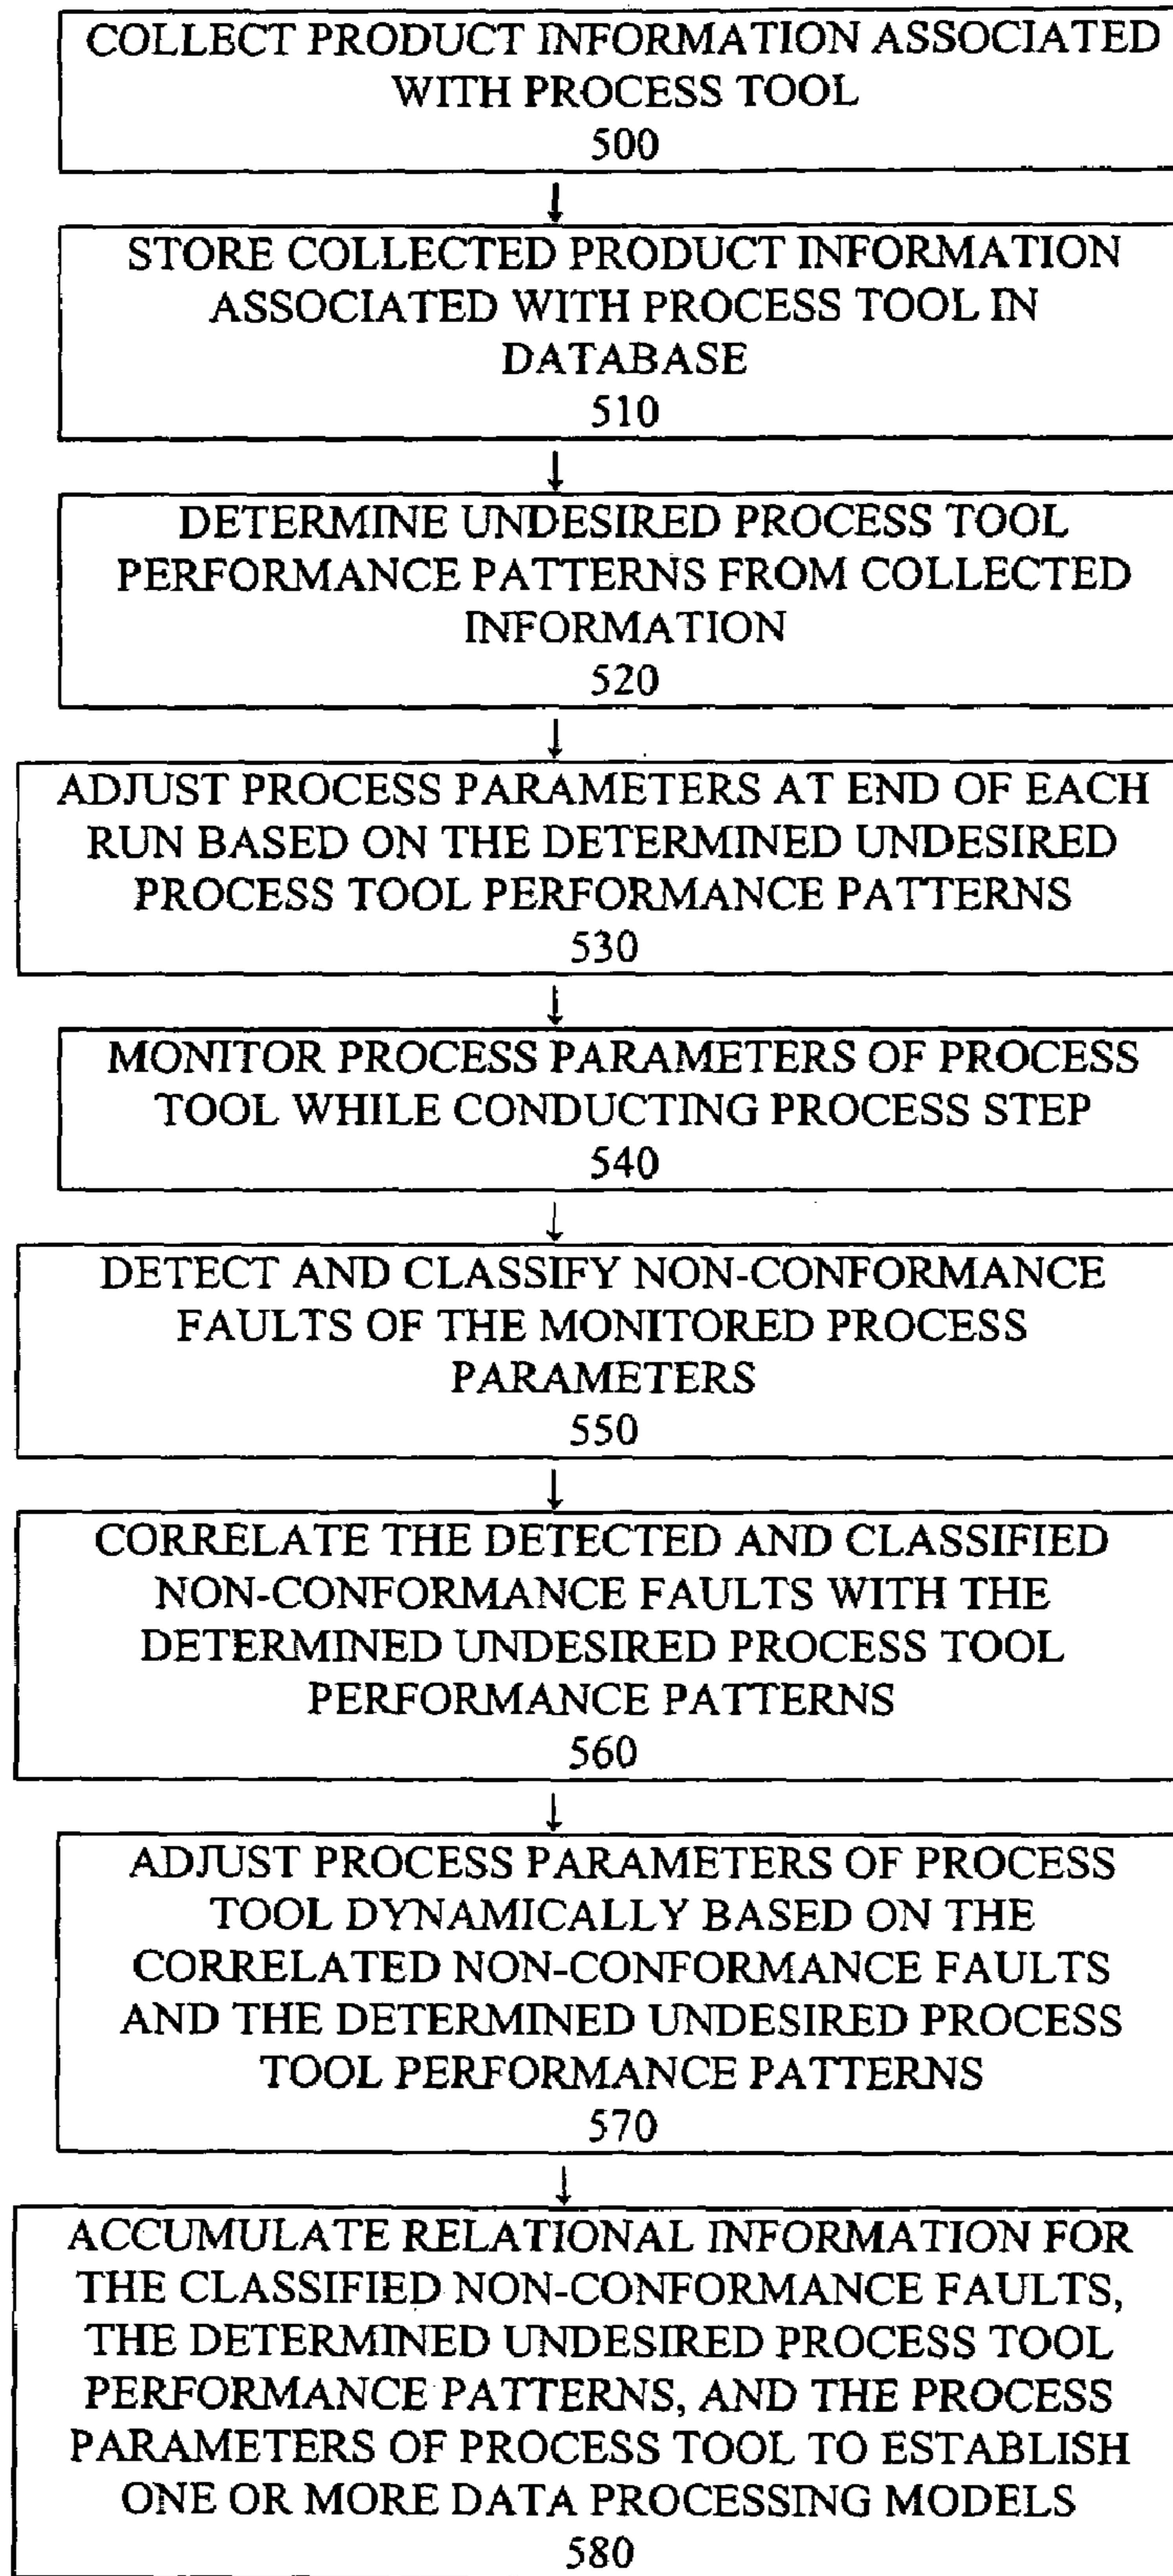 COLLECT PRODUCT INFORMATION ASSOCIATED
WITH PROCESS TOOL
500
STORE COLLECTED PRODUCT INFORMATION
ASSOCIATED WITH PROCESS TOOL IN
DATABASE
510
DETERMINE UNDESIRED PROCESS TOOL
PERFORMANCE PATTERNS FROM COLLECTED
INFORMATION
520
ADJUST PROCESS PARAMETERS AT END OF EACH
RUN BASED ON THE DETERMINED UNDESIRED
PROCESS TOOL PERFORMANCE PATTERNS
530
MONITOR PROCESS PARAMETERS OF PROCESS
TOOL WHILE CONDUCTING PROCESS STEP
540
DETECT AND CLASSIFY NON-CONFORMANCE
FAULTS OF THE MONITORED PROCESS
PARAMETERS
550
CORRELATE THE DETECTED AND CLASSIFIED
NON-CONFORMANCE FAULTS WITH THE
DETERMINED UNDESIRED PROCESS TOOL
PERFORMANCE PATTERNS
560
ADJUST PROCESS PARAMETERS OF PROCESS
TOOL DYNAMICALLY BASED ON THE
CORRELATED NON-CONFORMANCE FAULTS
AND THE DETERMINED UNDESIRED PROCESS
TOOL PERFORMANCE PATTERNS
570
ACCUMULATE RELATIONAL INFORMATION FOR
THE CLASSIFIED NON-CONFORMANCE FAULTS,
THE DETERMINED UNDESIRED PROCESS TOOL
PERFORMANCE PATTERNS, AND THE PROCESS
PARAMETERS OF PROCESS TOOL TO ESTABLISH
ONE OR MORE DATA PROCESSING MODELS
580